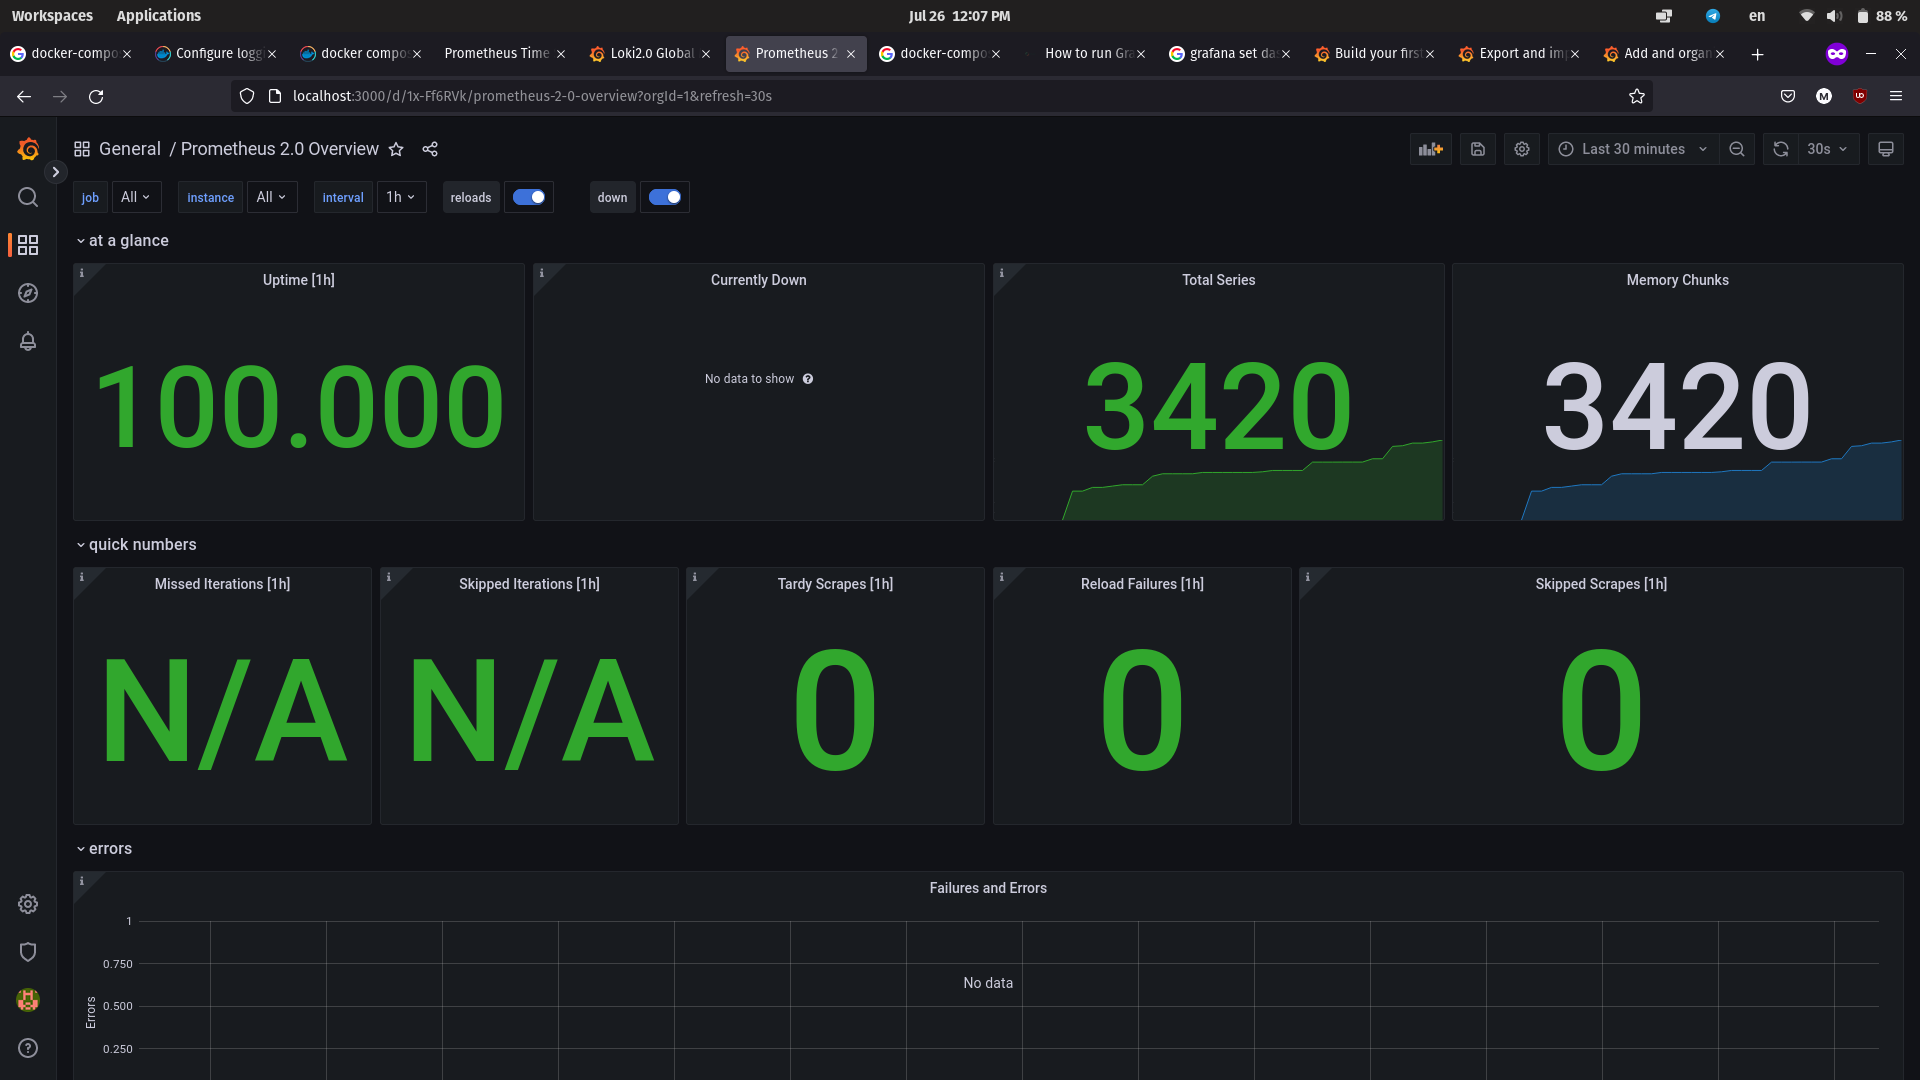 Workspaces Applications Jul 26 12:07 PM en 88 %
docker-compo Configure logg docker compos Prometheus Time Loki2.0 Global Prometheus 2 docker-compo How to run Gra grafana set das Build your first Export and imp Add and organ
localhost:3000/d/1x-Ff6RVk/prometheus-2-0-overview?orgId=1&refresh=30s
General / Prometheus 2.0 Overview Last 30 minutes 30s
job All instance All interval 1h reloads down
at a glance
Uptime [1h] Currently Down Total Series Memory Chunks
100.000 No data to show 3420 3420
quick numbers
Missed Iterations [1h] Skipped Iterations [1h] Tardy Scrapes [1h] Reload Failures [1h] Skipped Scrapes [1h]
N/A N/A 0 0 0
errors
Failures and Errors
1
0.750
No data
0.500
Errors
0.250